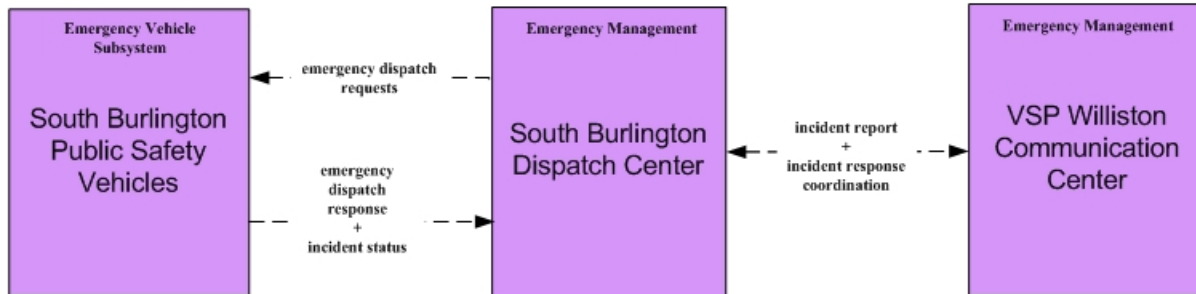 Emergency Vehicle
Subsystem
South Burlington
Public Safety
Vehicles
emergency dispatch
requests
emergency
dispatch
response
+
incident status
Emergency Management
South Burlington
Dispatch Center
incident report
+
incident response
coordination
Emergency Management
VSP Williston
Communication
Center